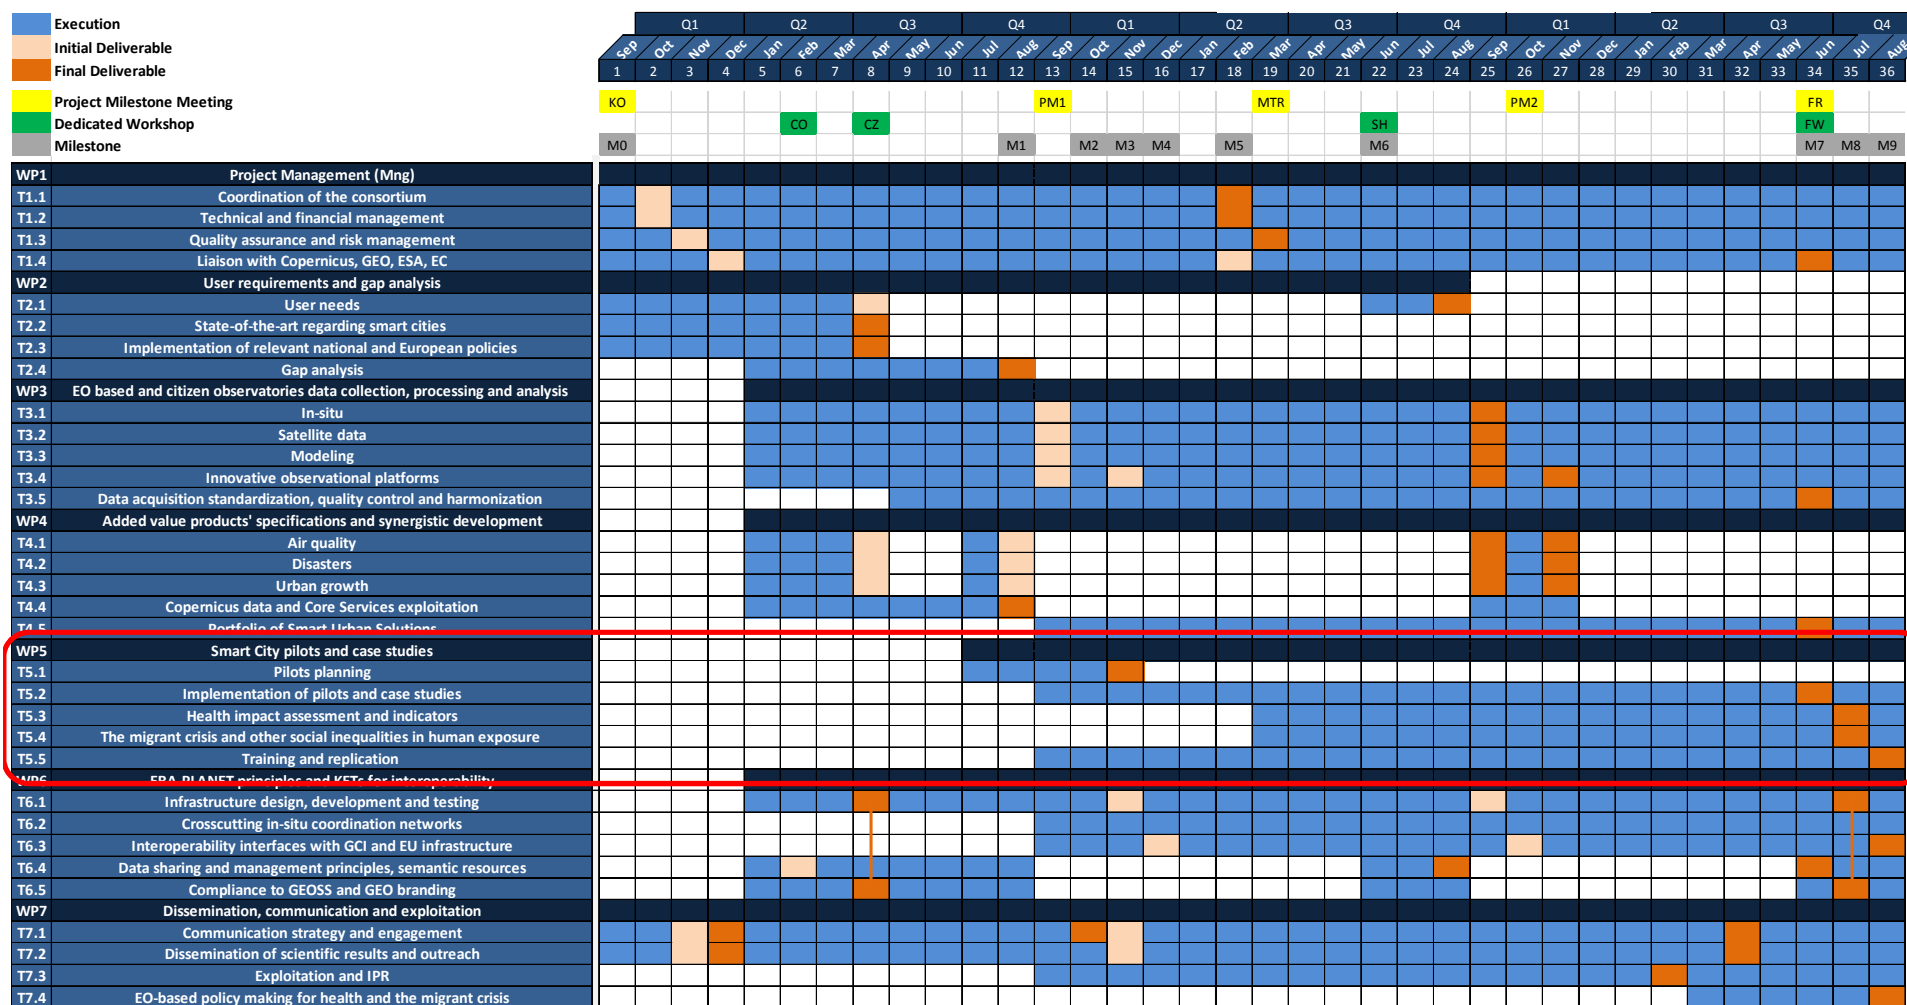 Execution
Initial Deliverable
Final Deliverable
Q1 Q2 Q3 Q4 Q1 Q2 Q3 Q4 Q1 Q2 Q3 Q4
Sep Oct Nov Dec Jan Feb Mar Apr May Jun Jul Aug Sep Oct Nov Dec Jan Feb Mar Apr May Jun Jul Aug Sep Oct Nov Dec Jan Feb Mar Apr May Jun Jul Aug
1 2 3 4 5 6 7 8 9 10 11 12 13 14 15 16 17 18 19 20 21 22 23 24 25 26 27 28 29 30 31 32 33 34 35 36
Project Milestone Meeting KO PM1 MTR PM2 FR
Dedicated Workshop CO CZ SH FW
Milestone M0 M1 M2 M3 M4 M5 M6 M7 M8 M9
WP1 Project Management (Mng)
T1.1 Coordination of the consortium
T1.2 Technical and financial management
T1.3 Quality assurance and risk management
T1.4 Liaison with Copernicus, GEO, ESA, EC
WP2 User requirements and gap analysis
T2.1 User needs
T2.2 State-of-the-art regarding smart cities
T2.3 Implementation of relevant national and European policies
T2.4 Gap analysis
WP3 EO based and citizen observatories data collection, processing and analysis
T3.1 In-situ
T3.2 Satellite data
T3.3 Modeling
T3.4 Innovative observational platforms
T3.5 Data acquisition standardization, quality control and harmonization
WP4 Added value products' specifications and synergistic development
T4.1 Air quality
T4.2 Disasters
T4.3 Urban growth
T4.4 Copernicus data and Core Services exploitation
T4.5 Portfolio of Smart Urban Solutions
WP5 Smart City pilots and case studies
T5.1 Pilots planning
T5.2 Implementation of pilots and case studies
T5.3 Health impact assessment and indicators
T5.4 The migrant crisis and other social inequalities in human exposure
T5.5 Training and replication
WP6 ERA-PLANET principles and KETs for interoperability
T6.1 Infrastructure design, development and testing
T6.2 Crosscutting in-situ coordination networks
T6.3 Interoperability interfaces with GCI and EU infrastructure
T6.4 Data sharing and management principles, semantic resources
T6.5 Compliance to GEOSS and GEO branding
WP7 Dissemination, communication and exploitation
T7.1 Communication strategy and engagement
T7.2 Dissemination of scientific results and outreach
T7.3 Exploitation and IPR
T7.4 EO-based policy making for health and the migrant crisis